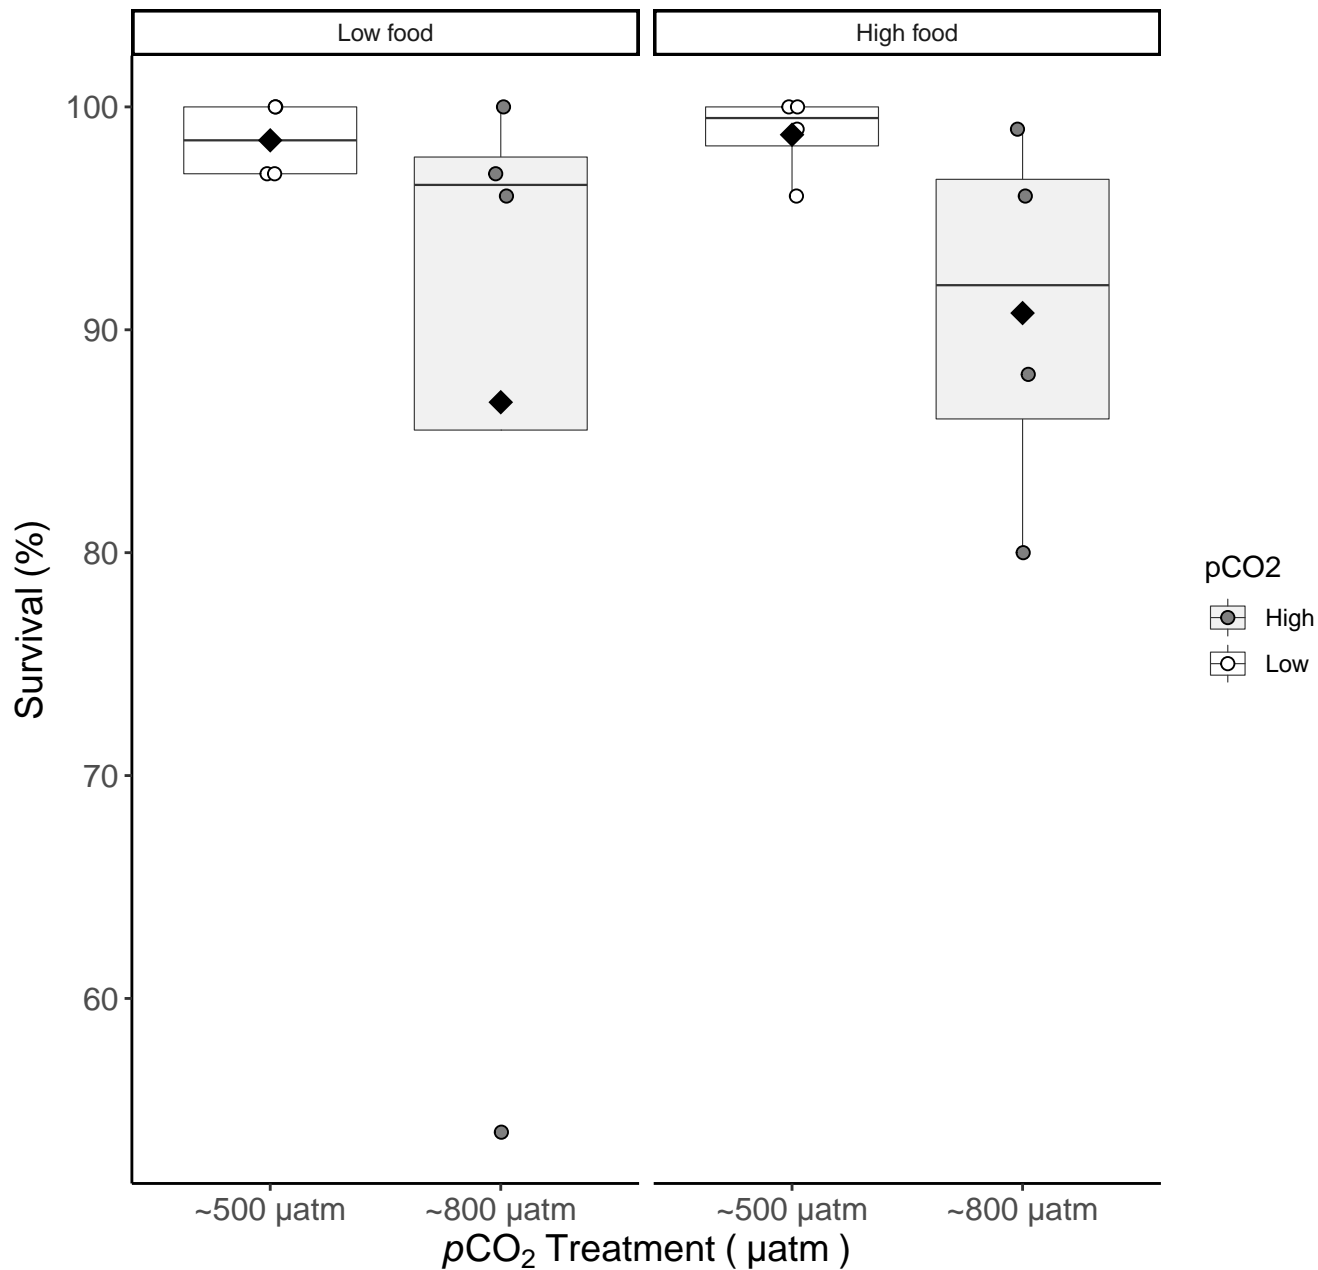 Low food
High food
100
90
80
70
60
Survival (%)
~500 µatm
~800 µatm
~500 µatm
~800 µatm
pCO₂ Treatment ( µatm )
pCO2
High
Low